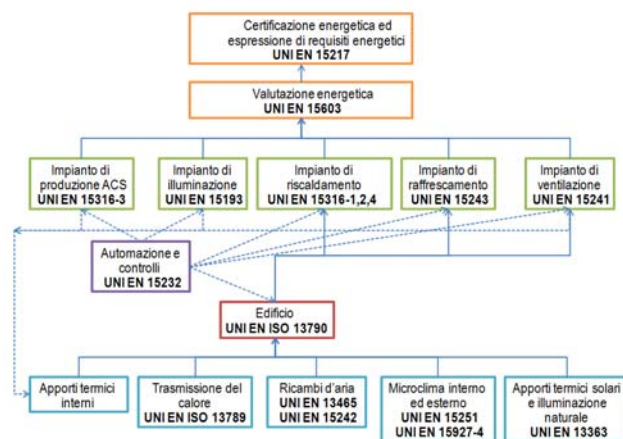 Certificazione energetica ed
espressione di requisiti energetici
UNI EN 15217
Valutazione energetica
UNI EN 15603
Impianto di
produzione ACS
UNI EN 15316-3
Impianto di
illuminazione
UNI EN 15193
Impianto di
riscaldamento
UNI EN 15316-1,2,4
Impianto di
raffrescamento
UNI EN 15243
Impianto di
ventilazione
UNI EN 15241
Automazione e
controlli
UNI EN 15232
Edificio
UNI EN ISO 13790
Apporti termici
interni
Trasmissione del
calore
UNI EN ISO 13789
Ricambi d'aria
UNI EN 13465
UNI EN 15242
Microclima interno
ed esterno
UNI EN 15251
UNI EN 15927-4
Apporti termici solari
e illuminazione
naturale
UNI EN 13363